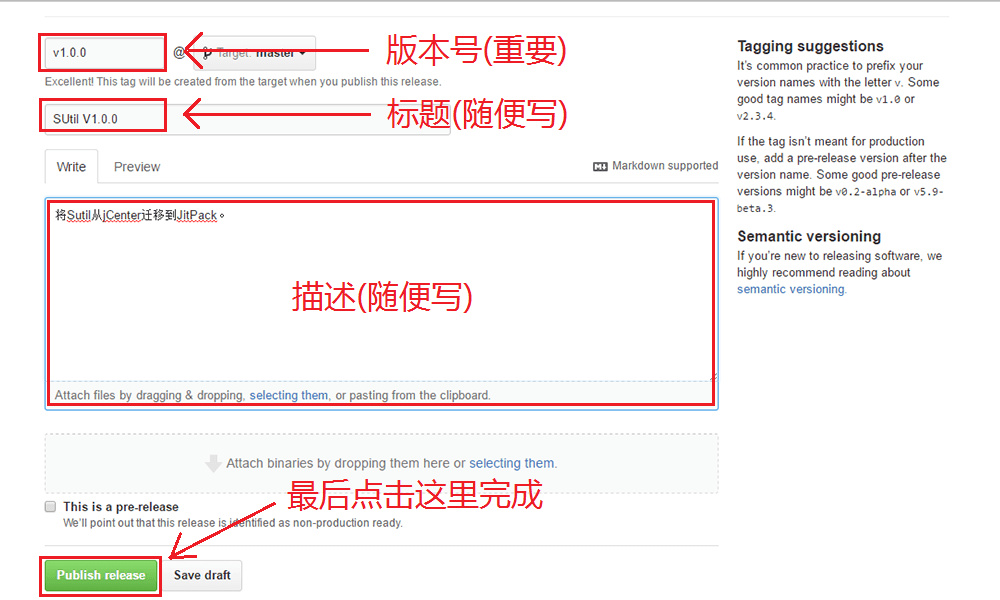 v1.0.0
@ Target: master
版本号(重要)
Excellent! This tag will be created from the target when you publish this release.
SUtil V1.0.0
标题(随便写)
Write
Preview
Markdown supported
将Sutil从jCenter迁移到JitPack。
描述(随便写)
Attach files by dragging & dropping, selecting them, or pasting from the clipboard.
Attach binaries by dropping them here or selecting them.
最后点击这里完成
This is a pre-release
We'll point out that this release is identified as non-production ready.
Publish release
Save draft
Tagging suggestions
It's common practice to prefix your
version names with the letter v. Some
good tag names might be v1.0 or
v2.3.4.
If the tag isn't meant for production
use, add a pre-release version after the
version name. Some good pre-release
versions might be v0.2-alpha or v5.9-
beta.3.
Semantic versioning
If you're new to releasing software, we
highly recommend reading about
semantic versioning.